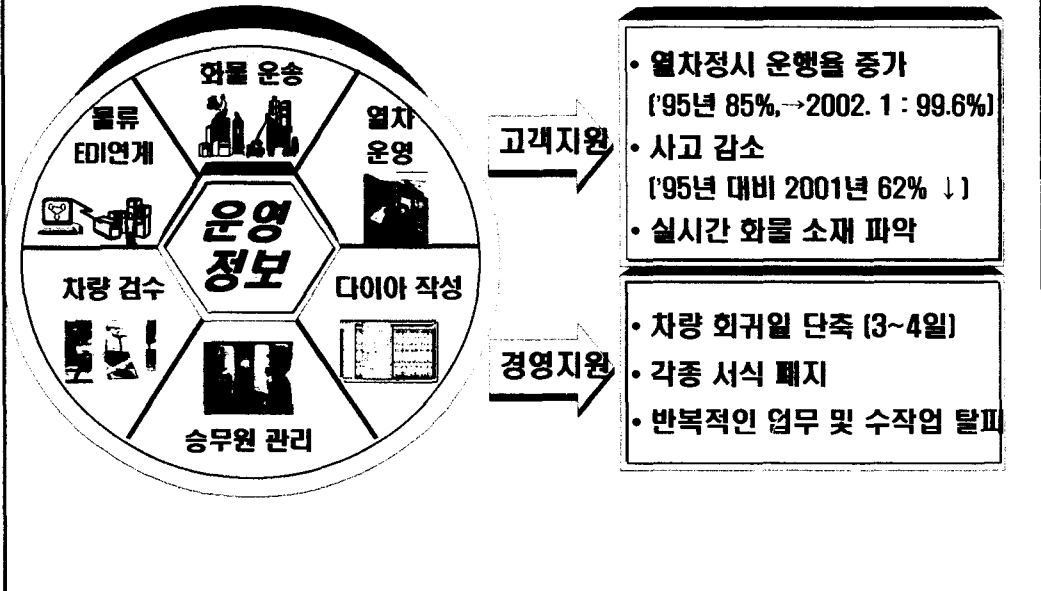 화물 운송
물류
EDI연계
열차
운영
운영
정보
차량 검수
다이아 작성
승무원 관리
고객지원
• 열차정시 운행율 증가
('95년 85%,→2002. 1 : 99.6%)
• 사고 감소
('95년 대비 2001년 62% ↓)
• 실시간 화물 소재 파악
경영지원
• 차량 회귀일 단축 (3~4일)
• 각종 서식 폐지
• 반복적인 업무 및 수작업 탈피